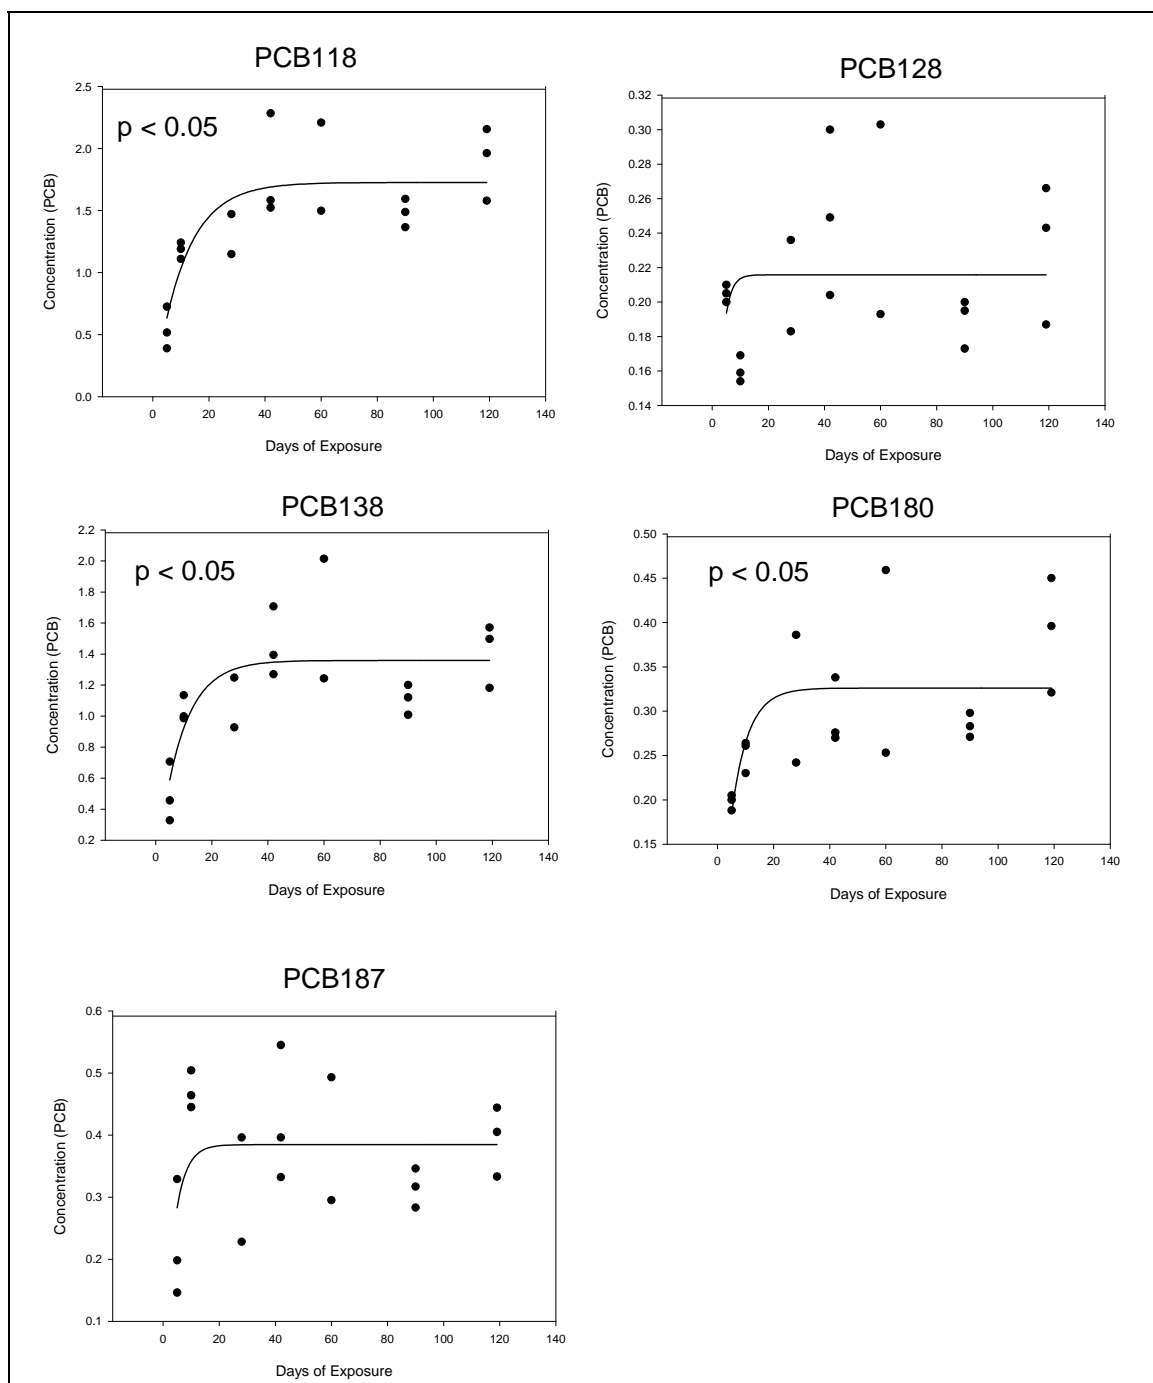 PCB118
p < 0.05
2.5
2.0
1.5
1.0
0.5
0.0
Concentration (PCB)
0 20 40 60 80 100 120 140
Days of Exposure
PCB128
0.32
0.30
0.28
0.26
0.24
0.22
0.20
0.18
0.16
0.14
Concentration (PCB)
0 20 40 60 80 100 120 140
Days of Exposure
PCB138
p < 0.05
2.2
2.0
1.8
1.6
1.4
1.2
1.0
0.8
0.6
0.4
0.2
Concentration (PCB)
0 20 40 60 80 100 120 140
Days of Exposure
PCB180
p < 0.05
0.50
0.45
0.40
0.35
0.30
0.25
0.20
0.15
Concentration (PCB)
0 20 40 60 80 100 120 140
Days of Exposure
PCB187
0.6
0.5
0.4
0.3
0.2
0.1
Concentration (PCB)
0 20 40 60 80 100 120 140
Days of Exposure